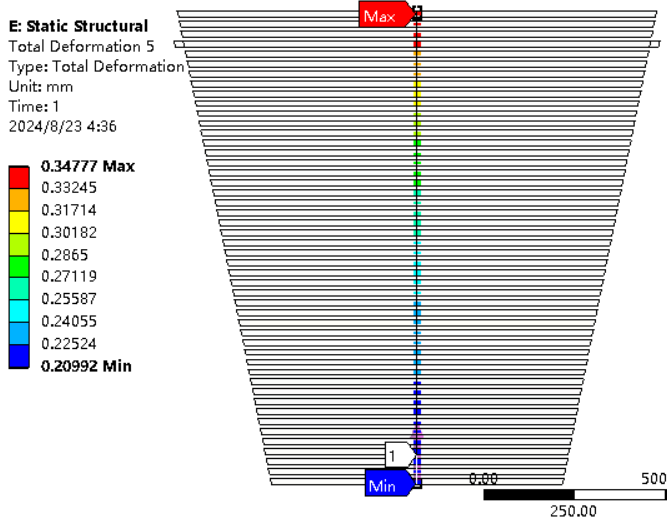 E: Static Structural
Total Deformation 5
Type: Total Deformation
Unit: mm
Time: 1
2024/8/23 4:36
0.34777 Max
0.33245
0.31714
0.30182
0.2865
0.27119
0.25587
0.24055
0.22524
0.20992 Min
Max
1
Min
0.00
500
250.00